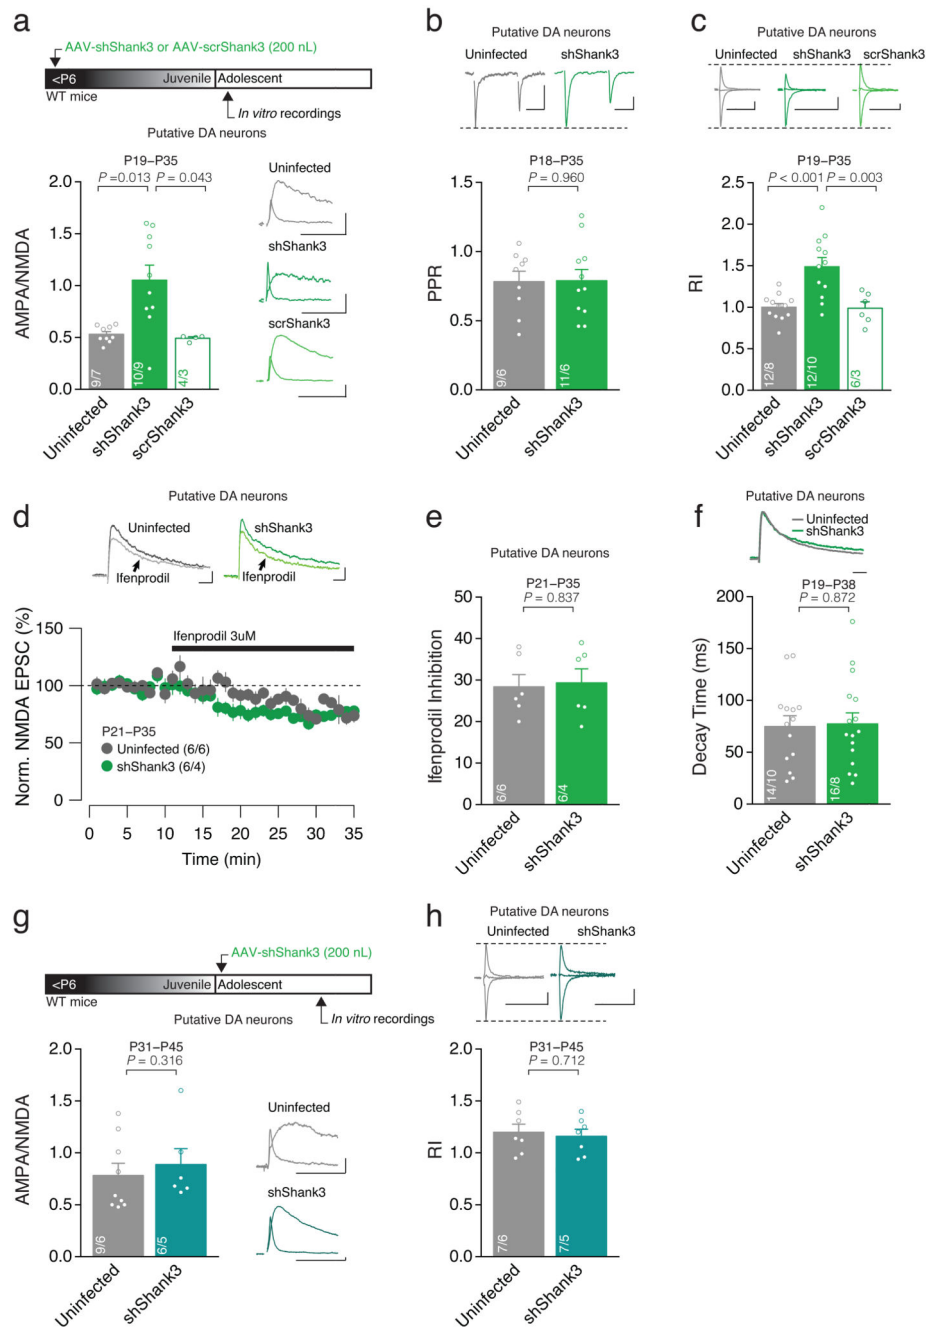 a
AAV-shShank3 or AAV-scrShank3 (200 nL)
<P6
Juvenile
Adolescent
WT mice
In vitro recordings
Putative DA neurons
P19–P35
P =0.013
P = 0.043
2.0
1.5
1.0
0.5
0.0
AMPA/NMDA
9/7
10/9
4/3
Uninfected
shShank3
scrShank3
Uninfected
shShank3
scrShank3
b
Putative DA neurons
Uninfected
shShank3
P18–P35
P = 0.960
1.5
1.0
0.5
0.0
PPR
9/6
11/6
Uninfected
shShank3
c
Putative DA neurons
Uninfected
shShank3
scrShank3
P19–P35
P < 0.001
P = 0.003
2.5
2.0
1.5
1.0
0.5
0.0
RI
12/8
12/10
6/3
Uninfected
shShank3
scrShank3
d
Putative DA neurons
Uninfected
shShank3
Ifenprodil
Ifenprodil
150
100
50
0
Norm. NMDA EPSC (%)
Ifenprodil 3uM
P21–P35
Uninfected (6/6)
shShank3 (6/4)
0 5 10 15 20 25 30 35
Time (min)
e
Putative DA neurons
P21–P35
P = 0.837
50
40
30
20
10
0
Ifenprodil Inhibition
6/6
6/4
Uninfected
shShank3
f
Putative DA neurons
Uninfected
shShank3
P19–P38
P = 0.872
200
150
100
50
0
Decay Time (ms)
14/10
16/8
Uninfected
shShank3
g
AAV-shShank3 (200 nL)
<P6
Juvenile
Adolescent
WT mice
In vitro recordings
Putative DA neurons
P31–P45
P = 0.316
2.0
1.5
1.0
0.5
0.0
AMPA/NMDA
9/6
6/5
Uninfected
shShank3
Uninfected
shShank3
h
Putative DA neurons
Uninfected
shShank3
P31–P45
P = 0.712
2.0
1.5
1.0
0.5
0.0
RI
7/6
7/5
Uninfected
shShank3